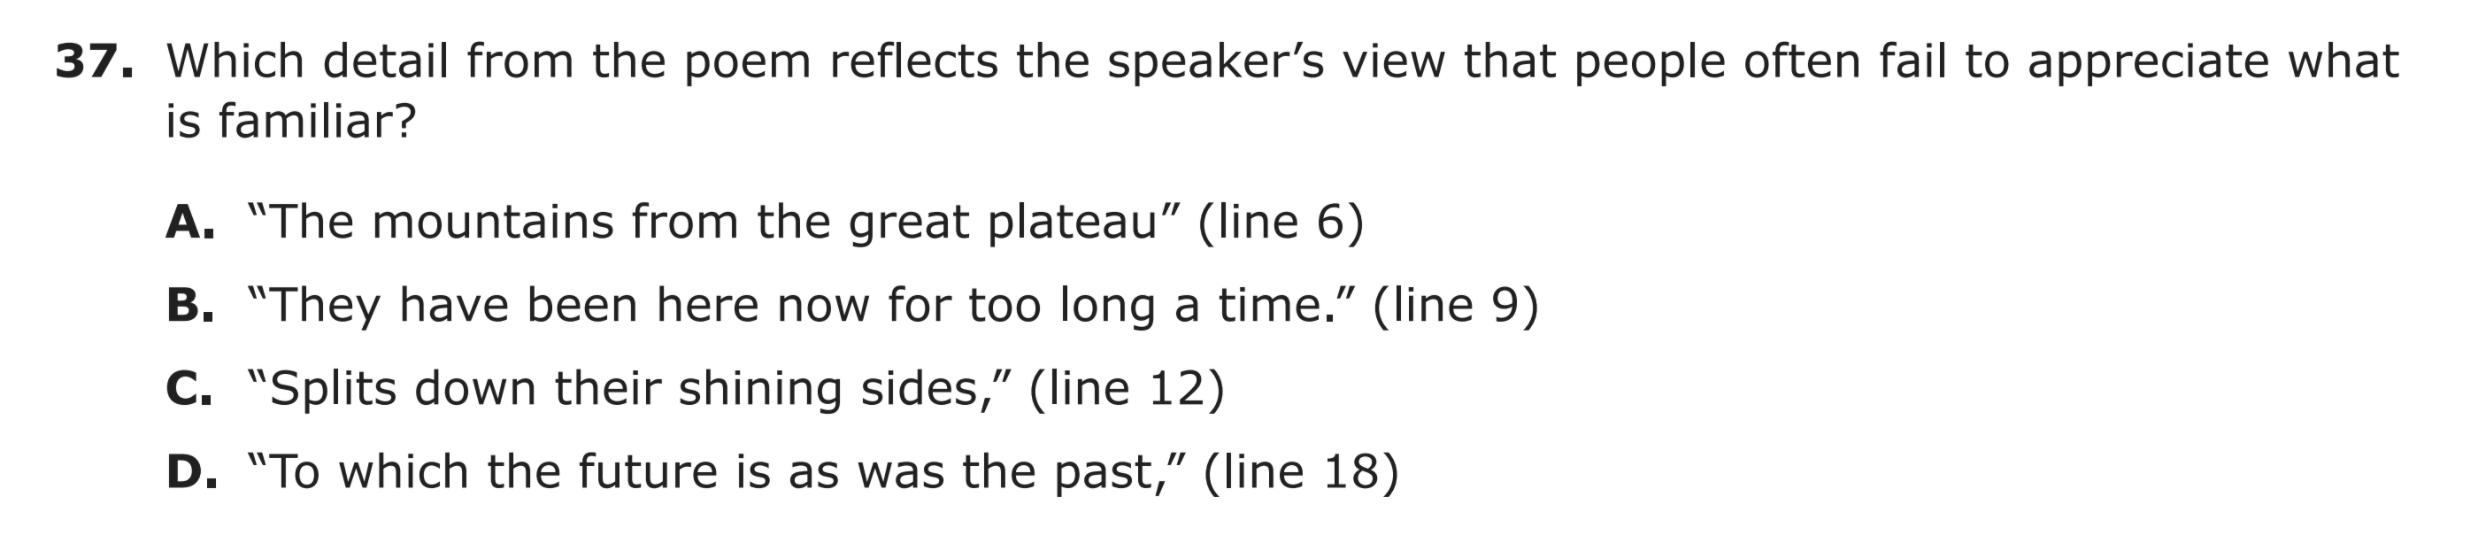 37. Which detail from the poem reflects the speaker’s view that people often fail to appreciate what
is familiar?
A. “The mountains from the great plateau” (line 6)
B. “They have been here now for too long a time.” (line 9)
C. “Splits down their shining sides,” (line 12)
D. “To which the future is as was the past,” (line 18)